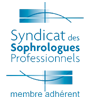 Syndicat des
Sophrologues
Professionnels
membre adhérent